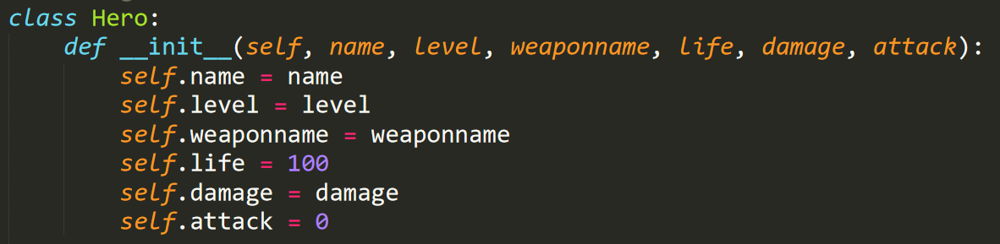 class Hero:
    def __init__(self, name, level, weaponname, life, damage, attack):
        self.name = name
        self.level = level
        self.weaponname = weaponname
        self.life = 100
        self.damage = damage
        self.attack = 0